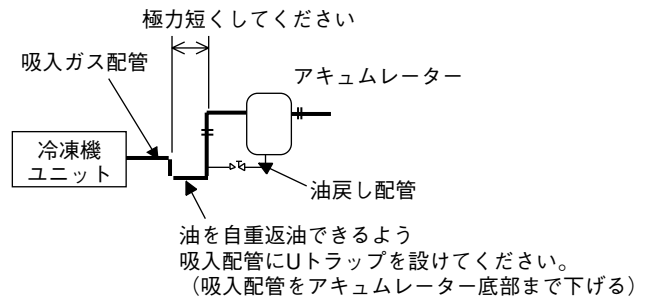 極力短くしてください
吸入ガス配管
アキュムレーター
冷凍機
ユニット
油戻し配管
油を自重返油できるよう
吸入配管にUトラップを設けてください。
（吸入配管をアキュムレーター底部まで下げる）